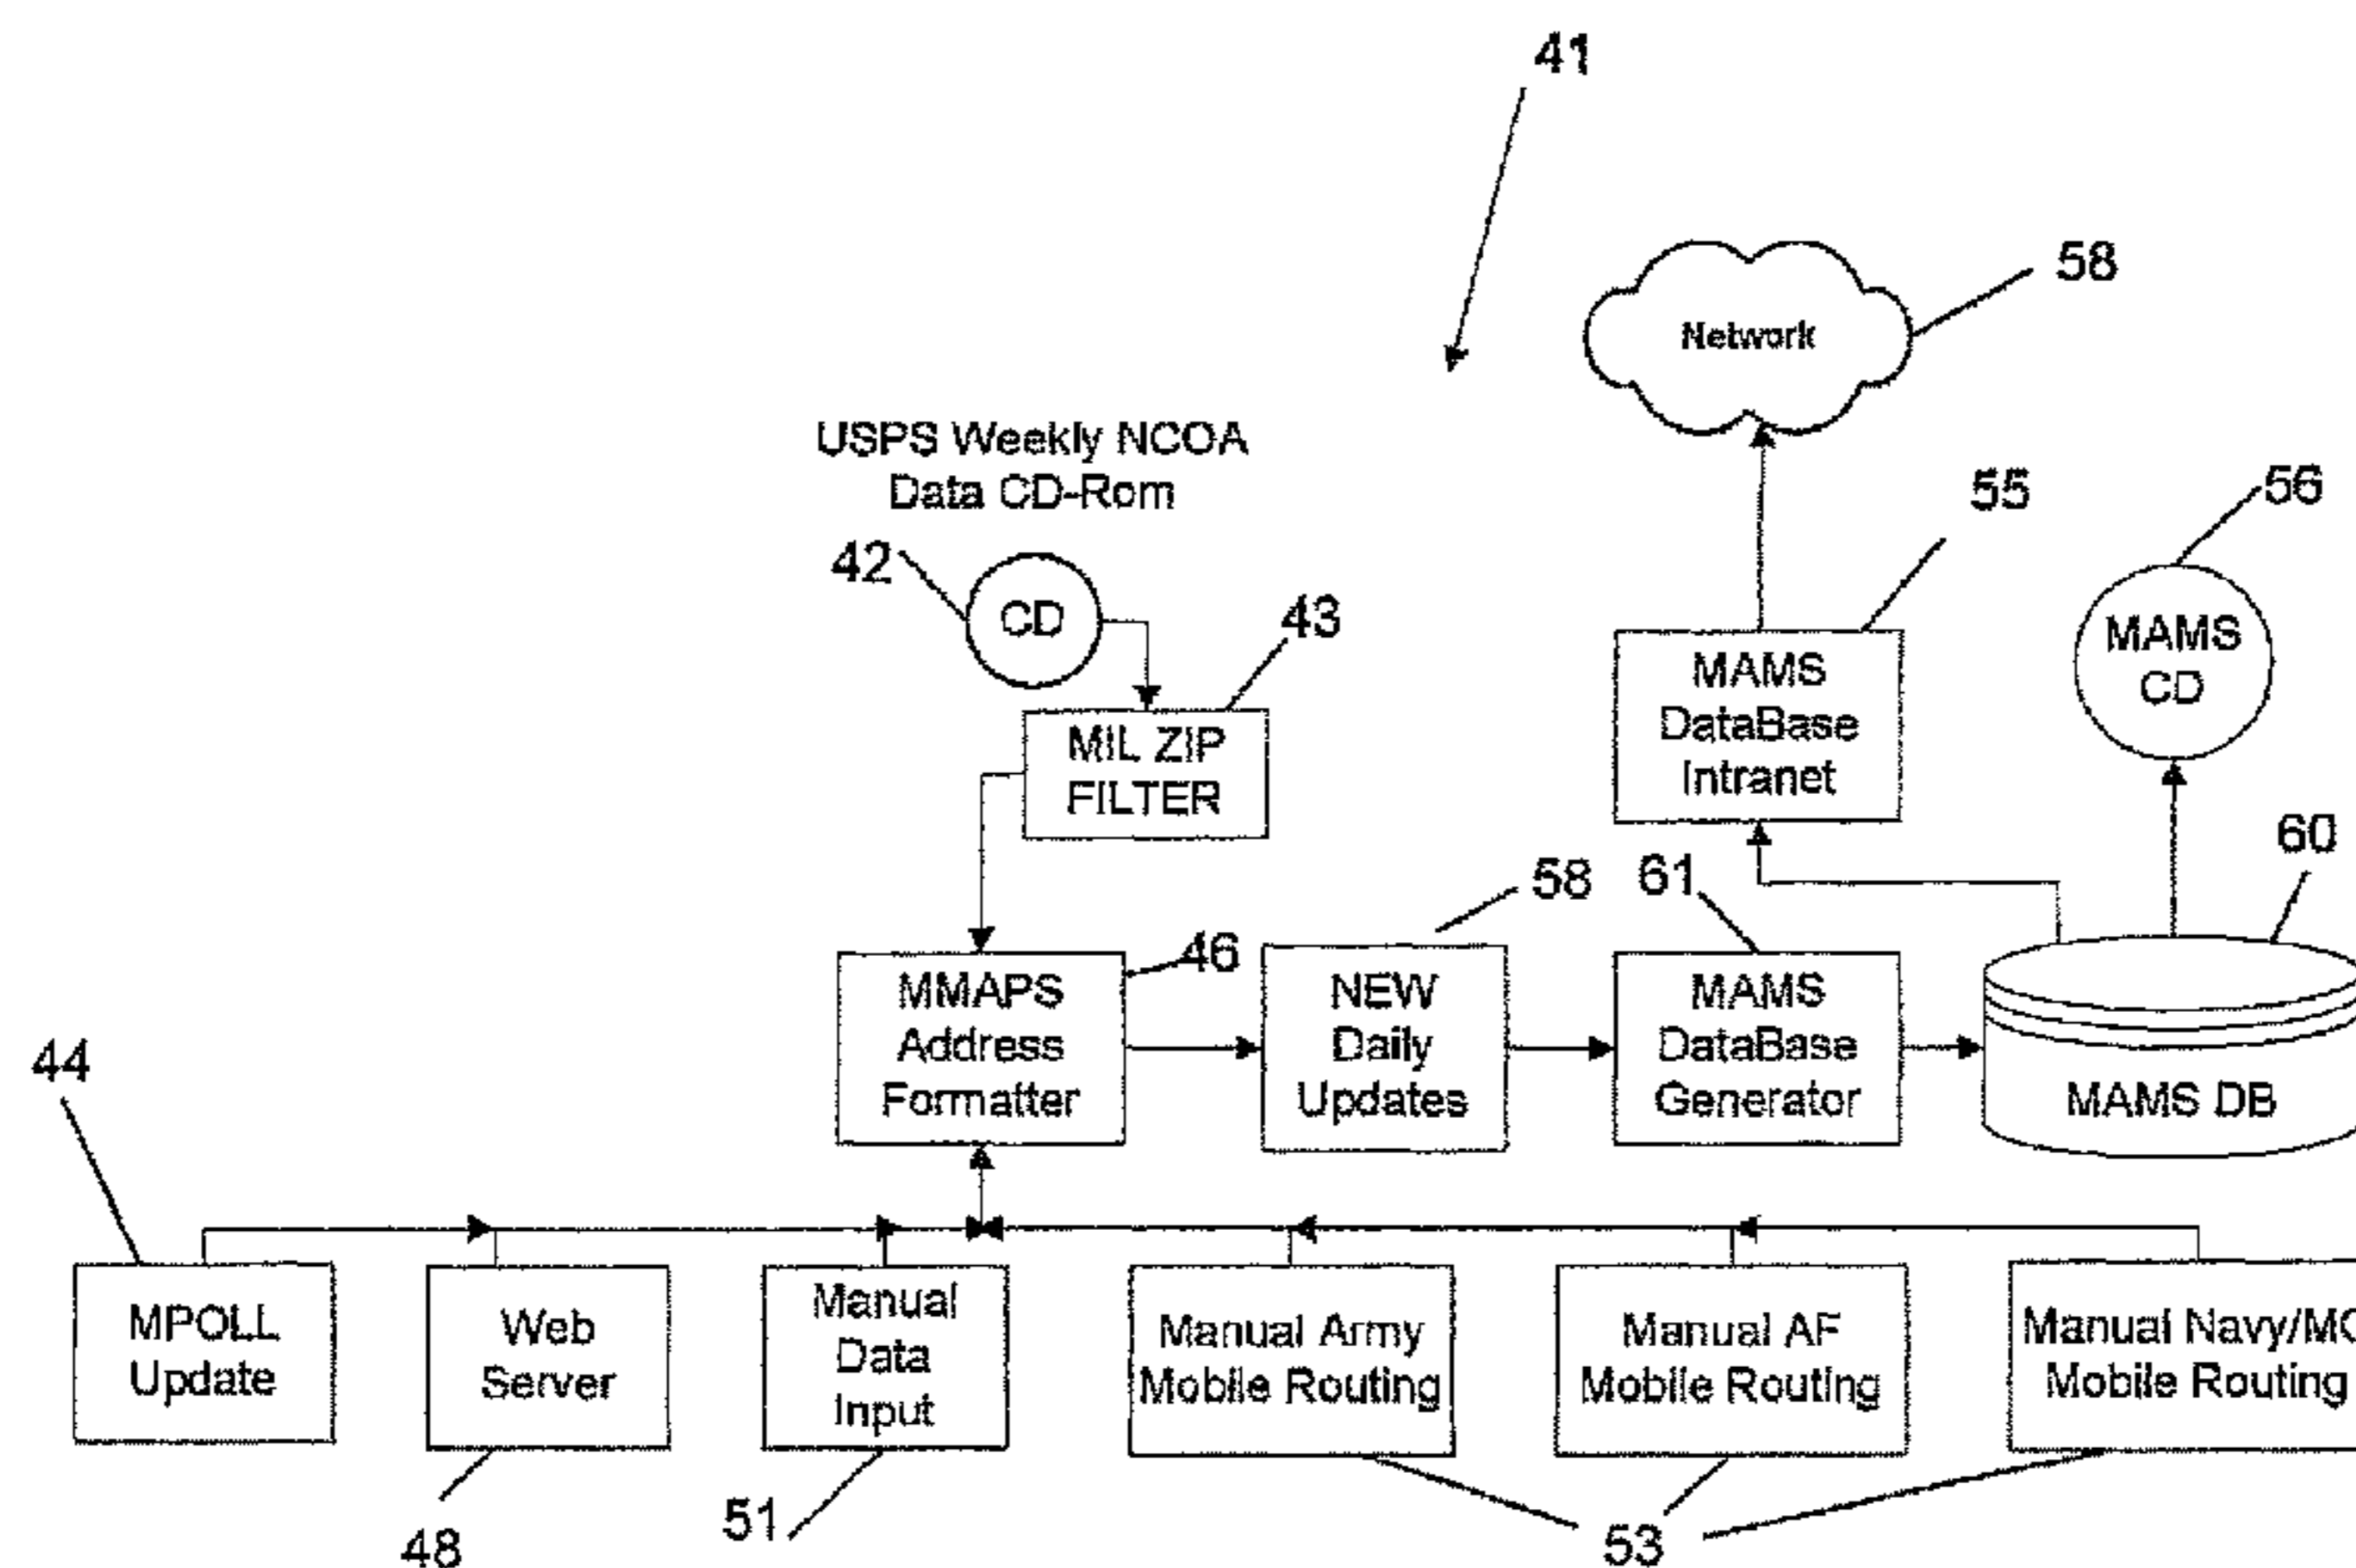 41
58
Network
USPS Weekly NCOA
Data CD-Rom
42
CD
43
MIL ZIP
FILTER
55
MAMS
DataBase
Intranet
56
MAMS
CD
60
46
MMAPS
Address
Formatter
58
NEW
Daily
Updates
61
MAMS
DataBase
Generator
MAMS DB
44
MPOLL
Update
Web
Server
48
Manual
Data
Input
51
Manual Army
Mobile Routing
Manual AF
Mobile Routing
Manual Navy/MC
Mobile Routing
53